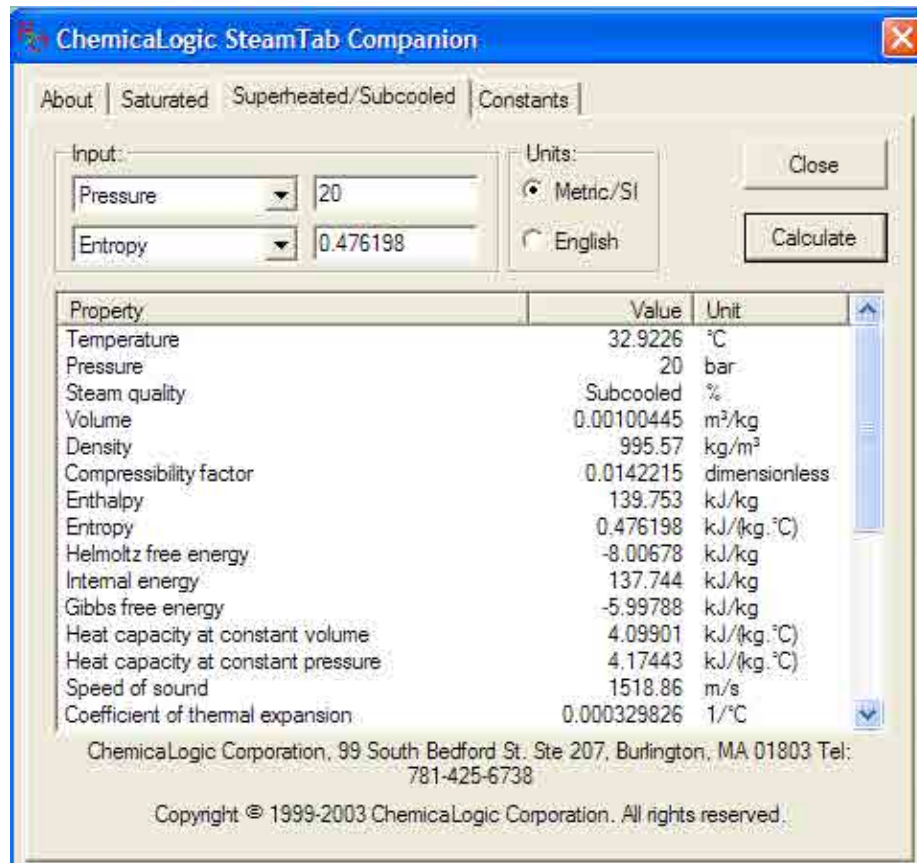 ChemicaLogic SteamTab Companion
About Saturated Superheated/Subcooled Constants
Input: Units:
Pressure 20 Metric/SI Close
Entropy 0.476198 English Calculate
Property Value Unit
Temperature 32.9226 °C
Pressure 20 bar
Steam quality Subcooled %
Volume 0.00100445 m³/kg
Density 995.57 kg/m³
Compressibility factor 0.0142215 dimensionless
Enthalpy 139.753 kJ/kg
Entropy 0.476198 kJ/(kg.°C)
Helmoltz free energy -8.00678 kJ/kg
Internal energy 137.744 kJ/kg
Gibbs free energy -5.99788 kJ/kg
Heat capacity at constant volume 4.09901 kJ/(kg.°C)
Heat capacity at constant pressure 4.17443 kJ/(kg.°C)
Speed of sound 1518.86 m/s
Coefficient of thermal expansion 0.000329826 1/°C
ChemicaLogic Corporation, 99 South Bedford St. Ste 207, Burlington, MA 01803 Tel:
781-425-6738
Copyright © 1999-2003 ChemicaLogic Corporation. All rights reserved.